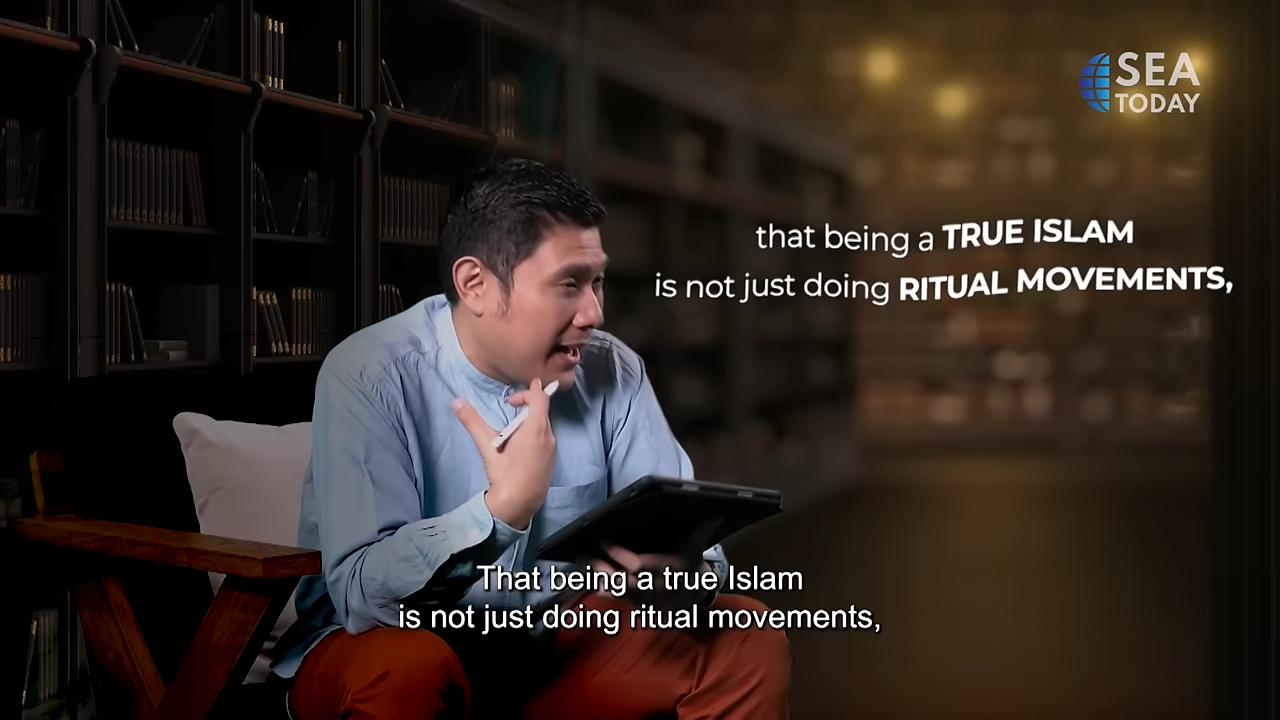 SEA
TODAY
that being a TRUE ISLAM
is not just doing RITUAL MOVEMENTS,
That being a true Islam
is not just doing ritual movements,